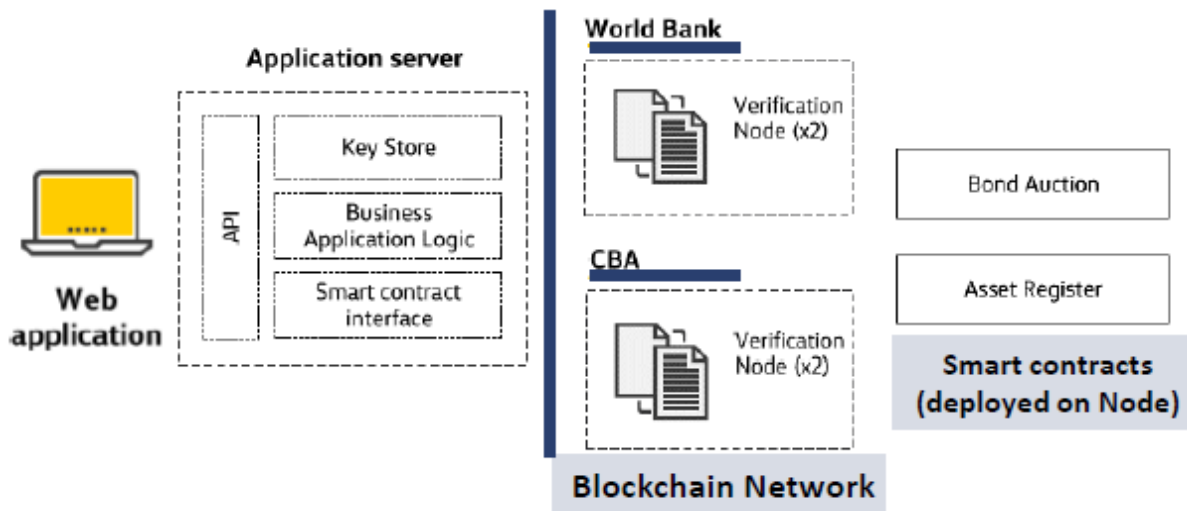 Application server
API
Key Store
Business
Application Logic
Smart contract
interface
Web
application
World Bank
Verification
Node (x2)
CBA
Verification
Node (x2)
Blockchain Network
Bond Auction
Asset Register
Smart contracts
(deployed on Node)